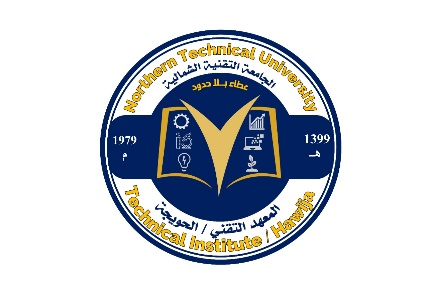 Northern Technical University
الجامعة التقنية الشمالية
عطاء بلا حدود
1979
م
1399
هـ
المعهد التقني / الحويجة
Technical Institute / Hawija